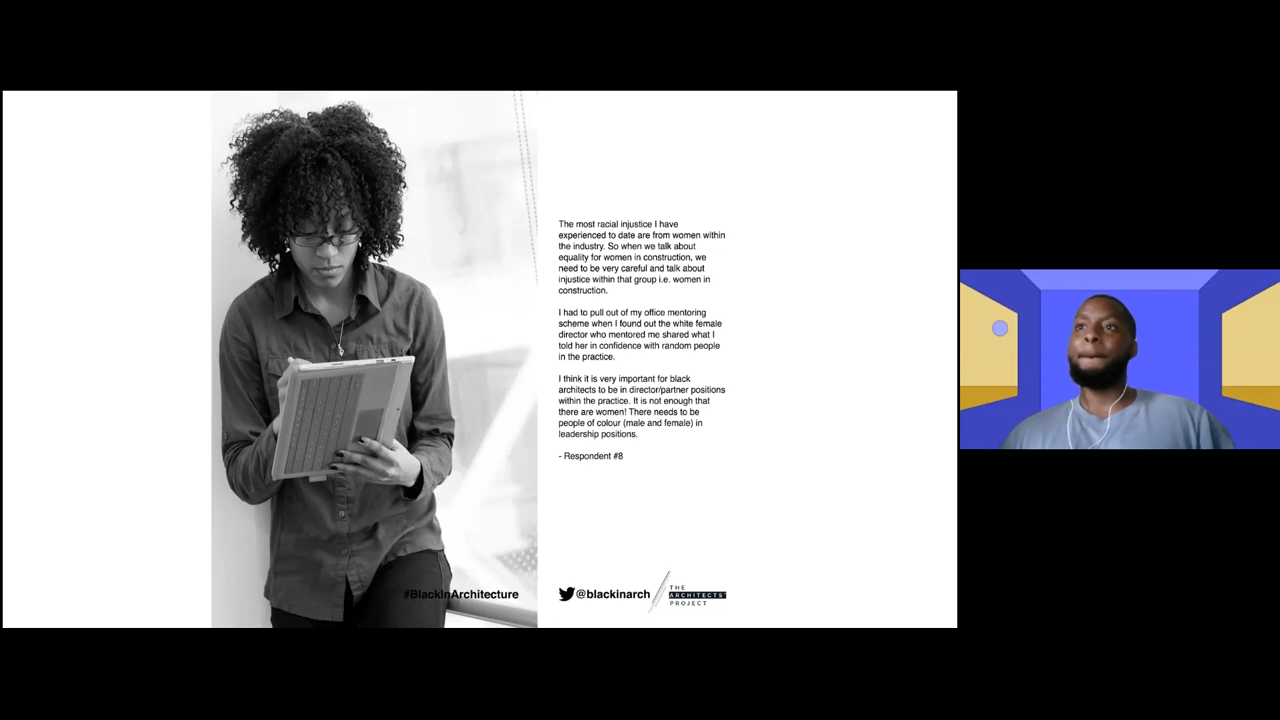 The most racial injustice I have
experienced to date are from women within
the industry. So when we talk about
equality for women in construction, we
need to be very careful and talk about
injustice within that group i.e. women in
construction.
I had to pull out of my office mentoring
scheme when I found out the white female
director who mentored me shared what I
told her in confidence with random people
in the practice.
I think it is very important for black
architects to be in director/partner positions
within the practice. It is not enough that
there are women! There needs to be
people of colour (male and female) in
leadership positions.
- Respondent #8
#BlackInArchitecture
@blackinarch
THE
ARCHITECTS'
PROJECT